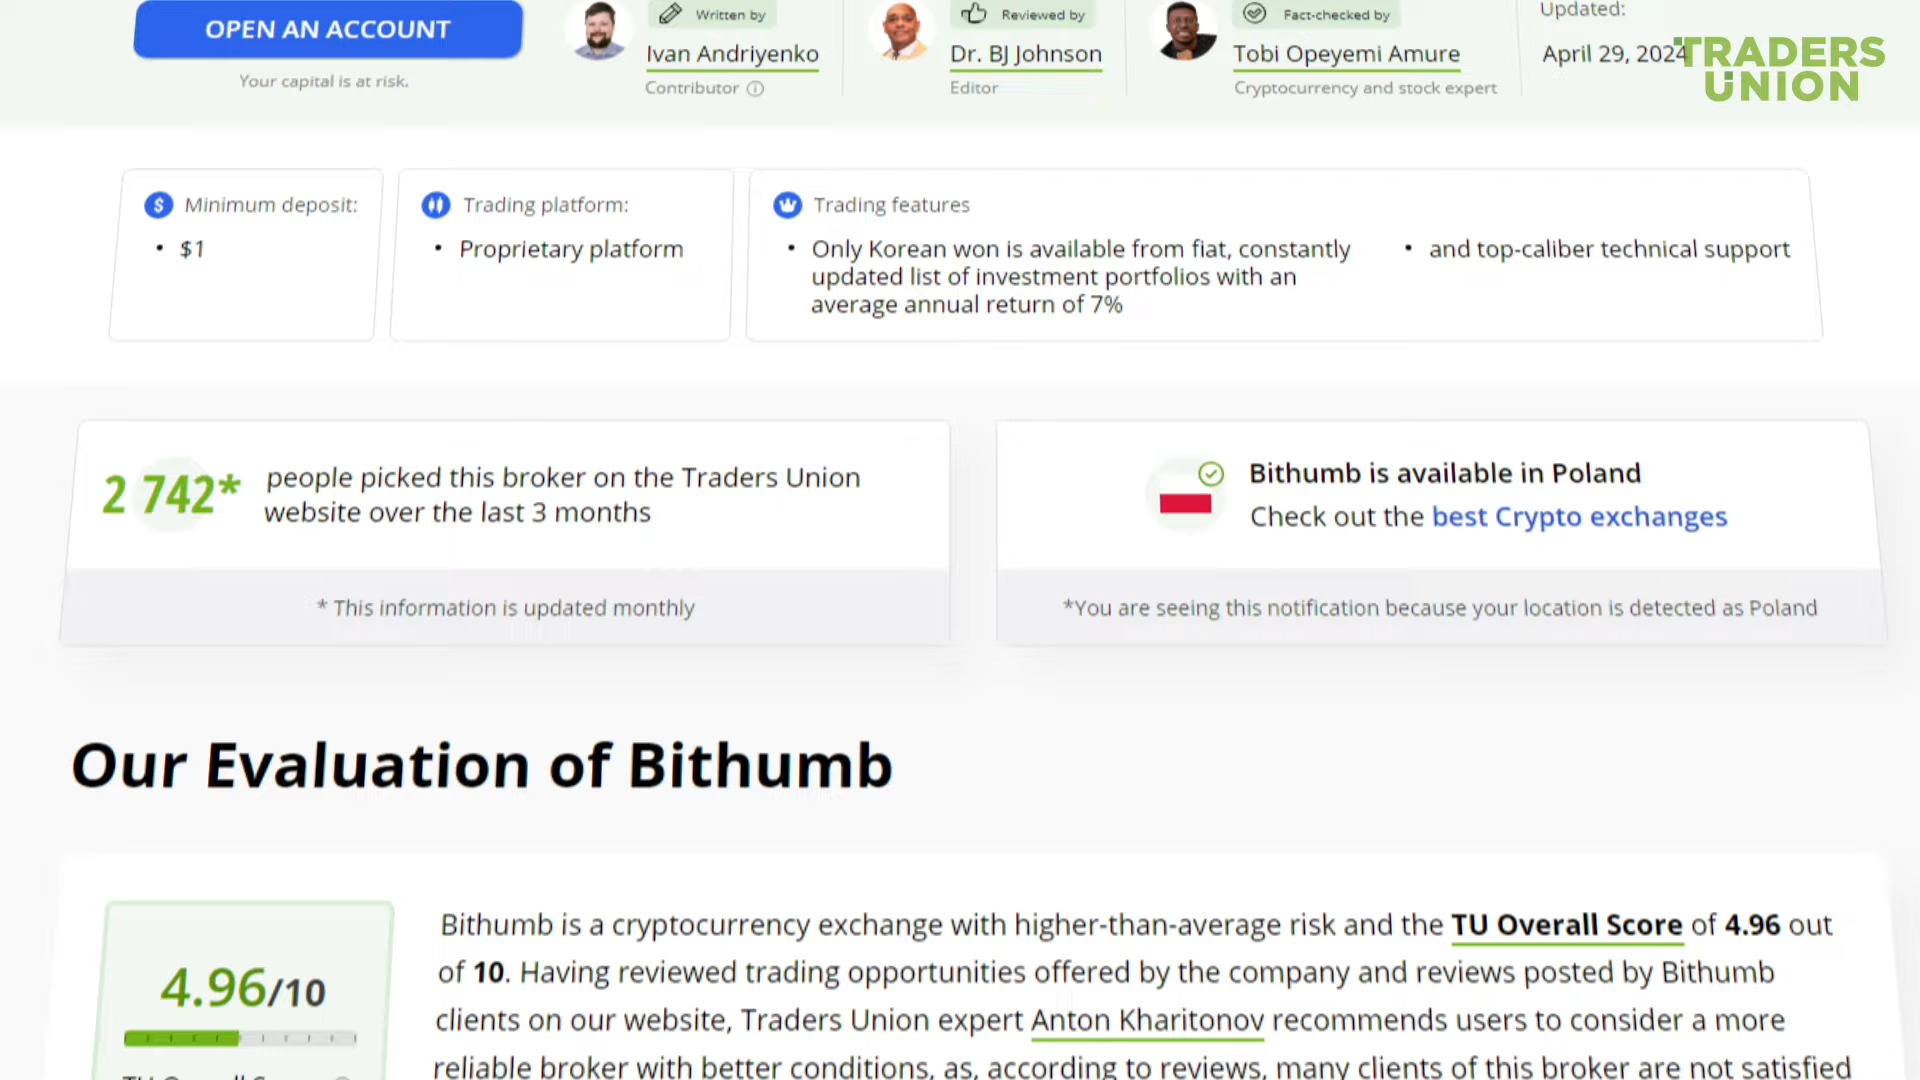 OPEN AN ACCOUNT
Your capital is at risk.
Written by
Ivan Andriyenko
Contributor
Reviewed by
Dr. BJ Johnson
Editor
Fact-checked by
Tobi Opeyemi Amure
Cryptocurrency and stock expert
Updated:
April 29, 2024
TRADERS
UNION
Minimum deposit:
• $1
Trading platform:
• Proprietary platform
Trading features
• Only Korean won is available from fiat, constantly
updated list of investment portfolios with an
average annual return of 7%
• and top-caliber technical support
2 742*
people picked this broker on the Traders Union
website over the last 3 months
* This information is updated monthly
Bithumb is available in Poland
Check out the best Crypto exchanges
*You are seeing this notification because your location is detected as Poland
Our Evaluation of Bithumb
4.96/10
Bithumb is a cryptocurrency exchange with higher-than-average risk and the TU Overall Score of 4.96 out
of 10. Having reviewed trading opportunities offered by the company and reviews posted by Bithumb
clients on our website, Traders Union expert Anton Kharitonov recommends users to consider a more
reliable broker with better conditions, as, according to reviews, many clients of this broker are not satisfied